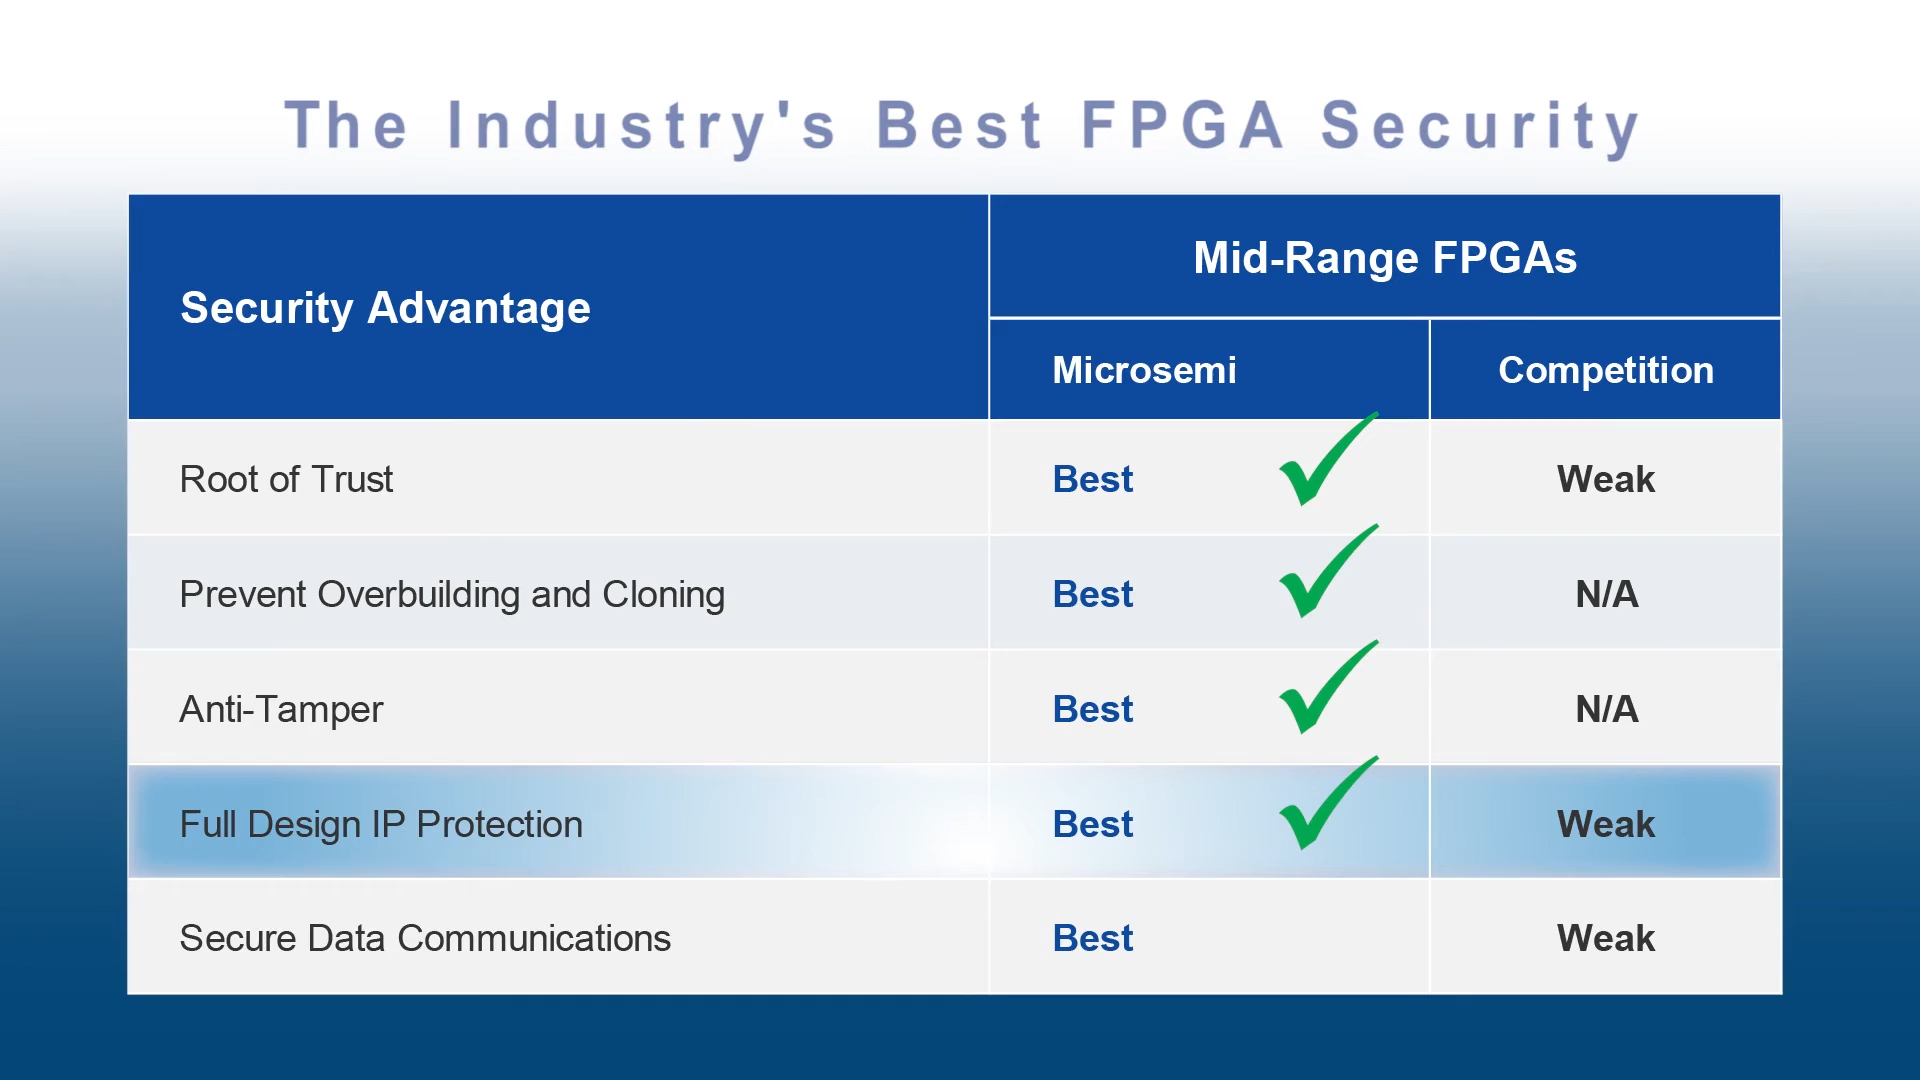 The Industry's Best FPGA Security
Security Advantage
Mid-Range FPGAs
Microsemi
Competition
Root of Trust Best Weak
Prevent Overbuilding and Cloning Best N/A
Anti-Tamper Best N/A
Full Design IP Protection Best Weak
Secure Data Communications Best Weak